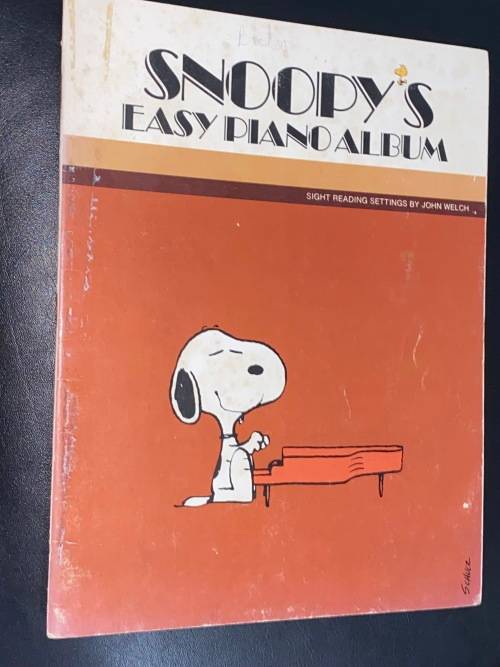 SNOOPY'S
EASY PIANO ALBUM
SIGHT READING SETTINGS BY JOHN WELCH
SCHULZ